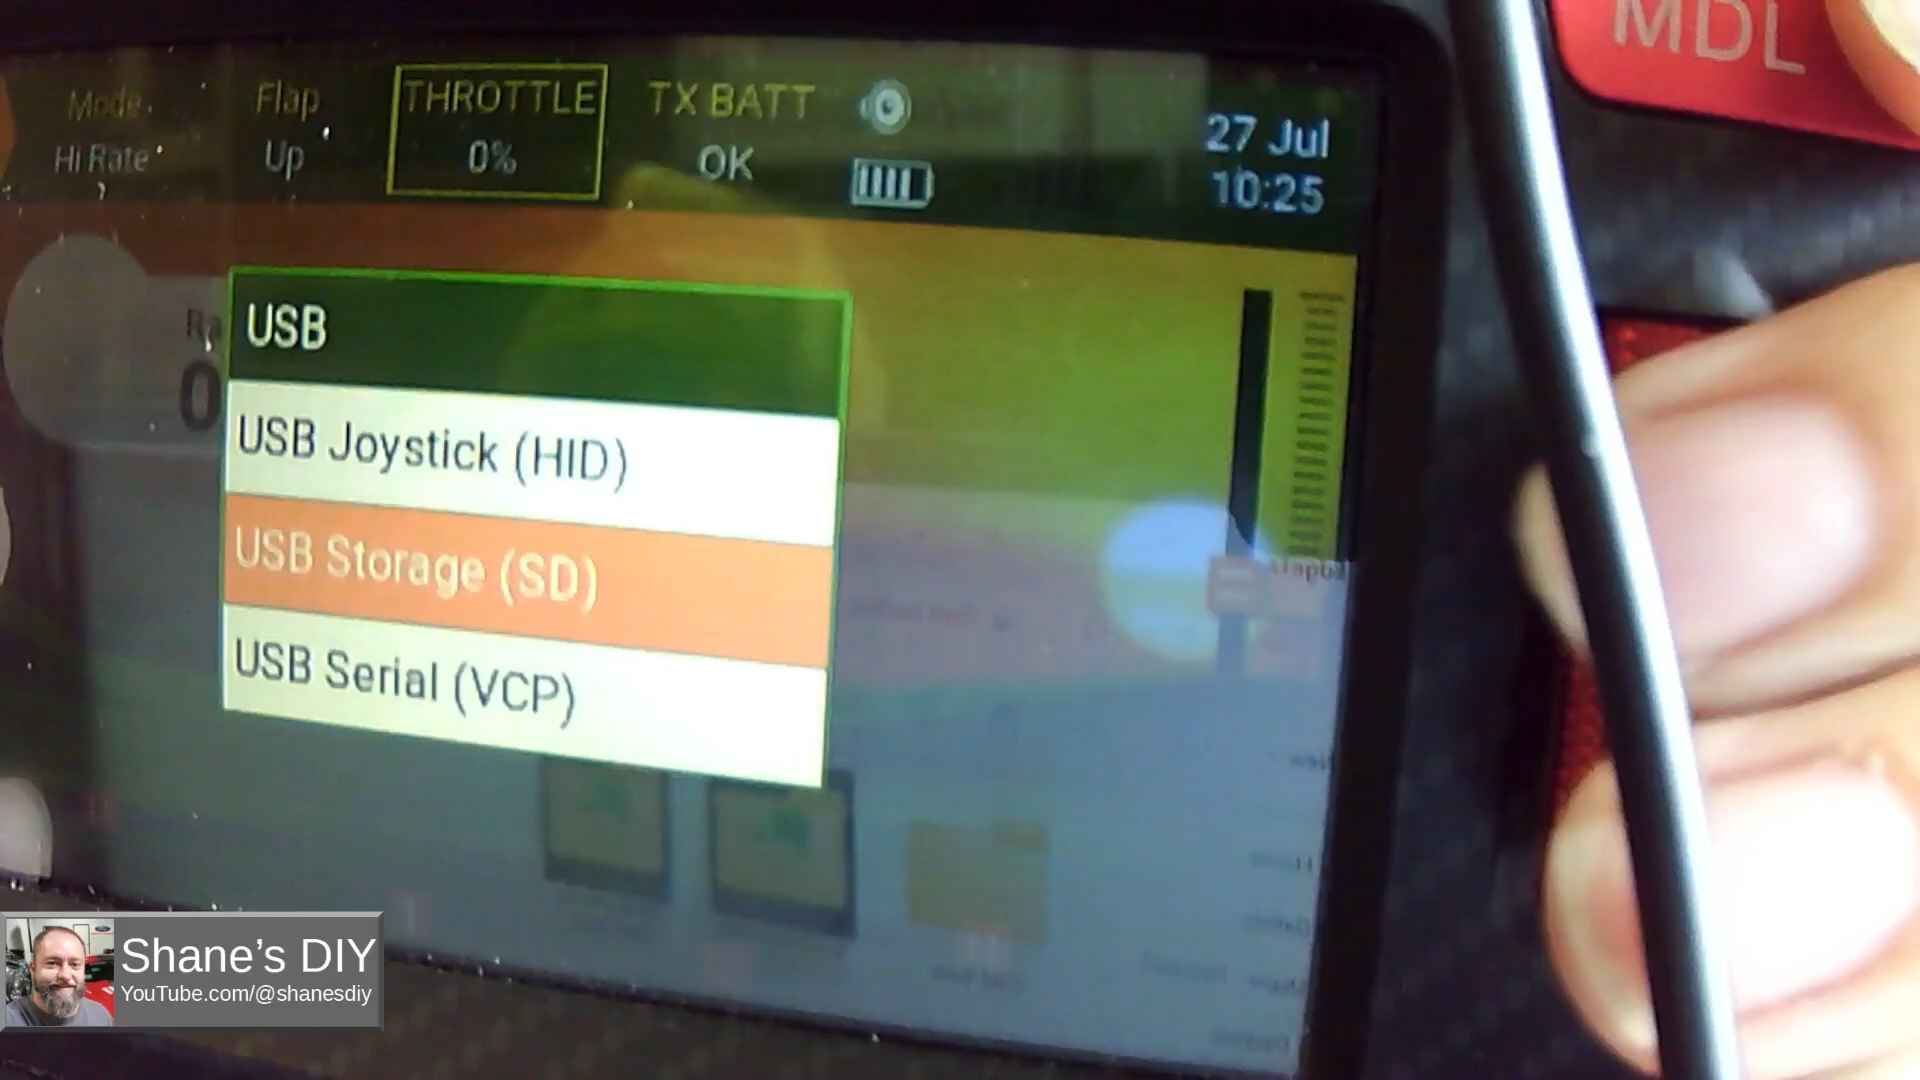 MDL
Mode Flap THROTTLE TX BATT
Hi Rate Up 0% OK
27 Jul
10:25
USB
USB Joystick (HID)
USB Storage (SD)
USB Serial (VCP)
Shane’s DIY
YouTube.com/@shanesdiy